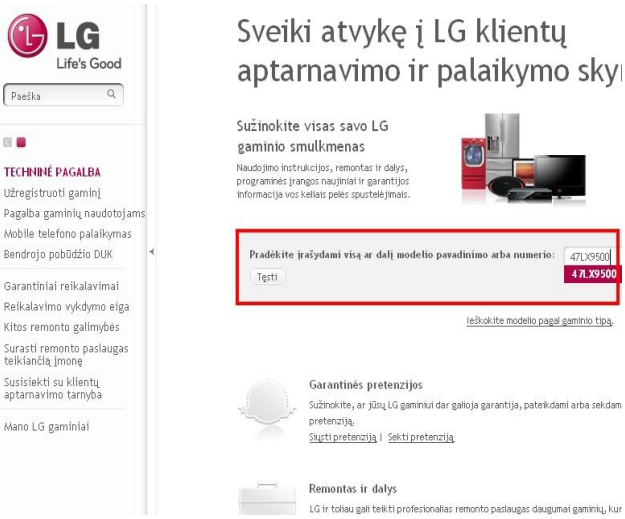 LG
Life's Good
Paeška
TECHNINĖ PAGALBA
Užregistruoti gaminį
Pagalba gaminių naudotojams
Mobile telefono palaikymas
Bendrojo pobūdžio DUK
Garantiniai reikalavimai
Reikalavimo vykdymo eiga
Kitos remonto galimybės
Surasti remonto paslaugas
teikiančią įmonę
Susisiekti su klientų
aptarnavimo tarnyba
Mano LG gaminiai
Sveiki atvykę į LG klientų
aptarnavimo ir palaikymo
Sužinokite visas savo LG
gaminio smulkmenas
Naudojimo instrukcijos, remontas ir dalys,
programinės įrangos naujiniai ir garantijos
informacija vos keliais pelės spustelėjimais.
Pradėkite įrašydami visą ar dalį modelio pavadinimo arba numerio: 47LX9500
Tęsti 47LX9500
Ieškokite modelio pagal gaminio tipą.
Garantinės pretenzijos
Sužinokite, ar jūsų LG gaminiui dar galioja garantija, pateikdami arba sekdam
pretenziją.
Siųsti pretenziją | Sekti pretenziją
Remontas ir dalys
LG ir toliau gali teikti profesionalias remonto paslaugas daugumai gaminių, kur